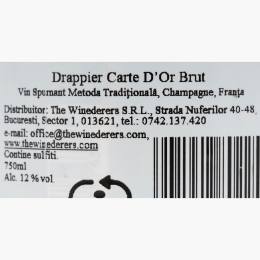 Drappier Carte D'Or Brut
Vin Spumant Metoda Tradițională, Champagne, Franța
Distribuitor: The Winederers S.R.L., Strada Nuferilor 40-48,
Bucuresti, Sector 1, 013621, tel.: 0742.137.420
e-mail: office@thewinederers.com,
www.thewinederers.com
Contine sulfiti.
750ml
Alc. 12 % vol.